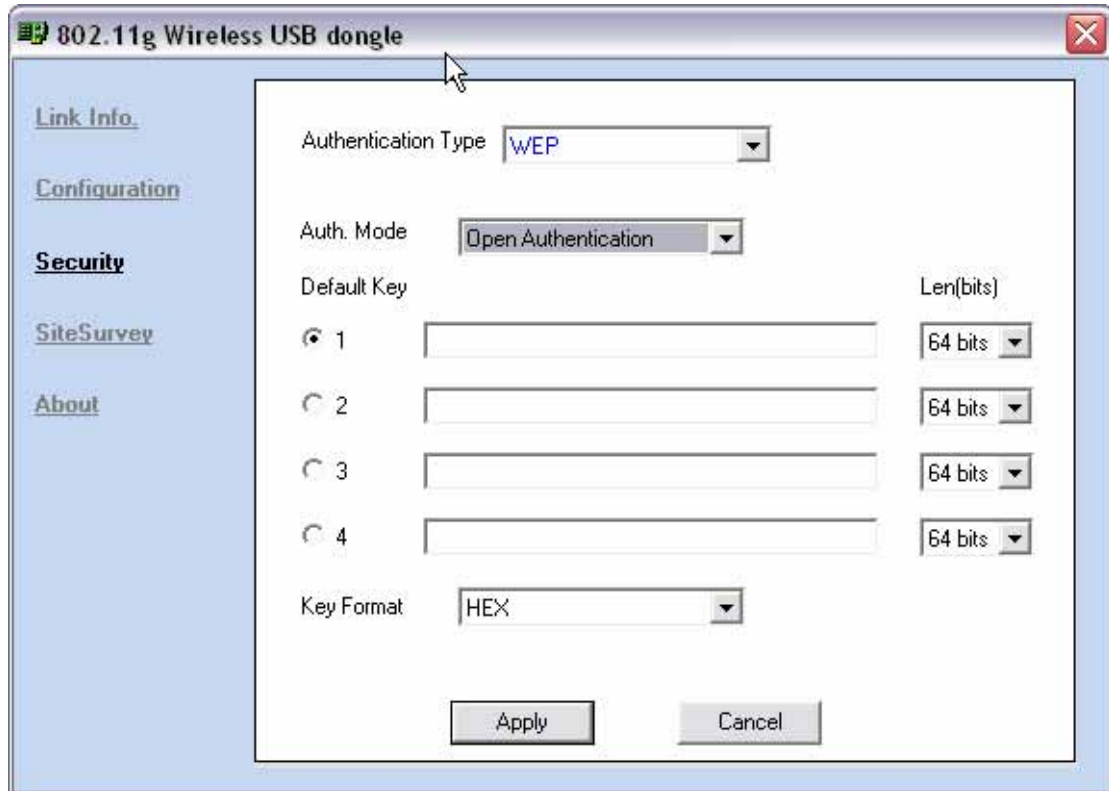 802.11g Wireless USB dongle
Link Info.
Configuration
Security
SiteSurvey
About
Authentication Type WEP
Auth. Mode Open Authentication
Default Key Len(bits)
1 64 bits
2 64 bits
3 64 bits
4 64 bits
Key Format HEX
Apply Cancel